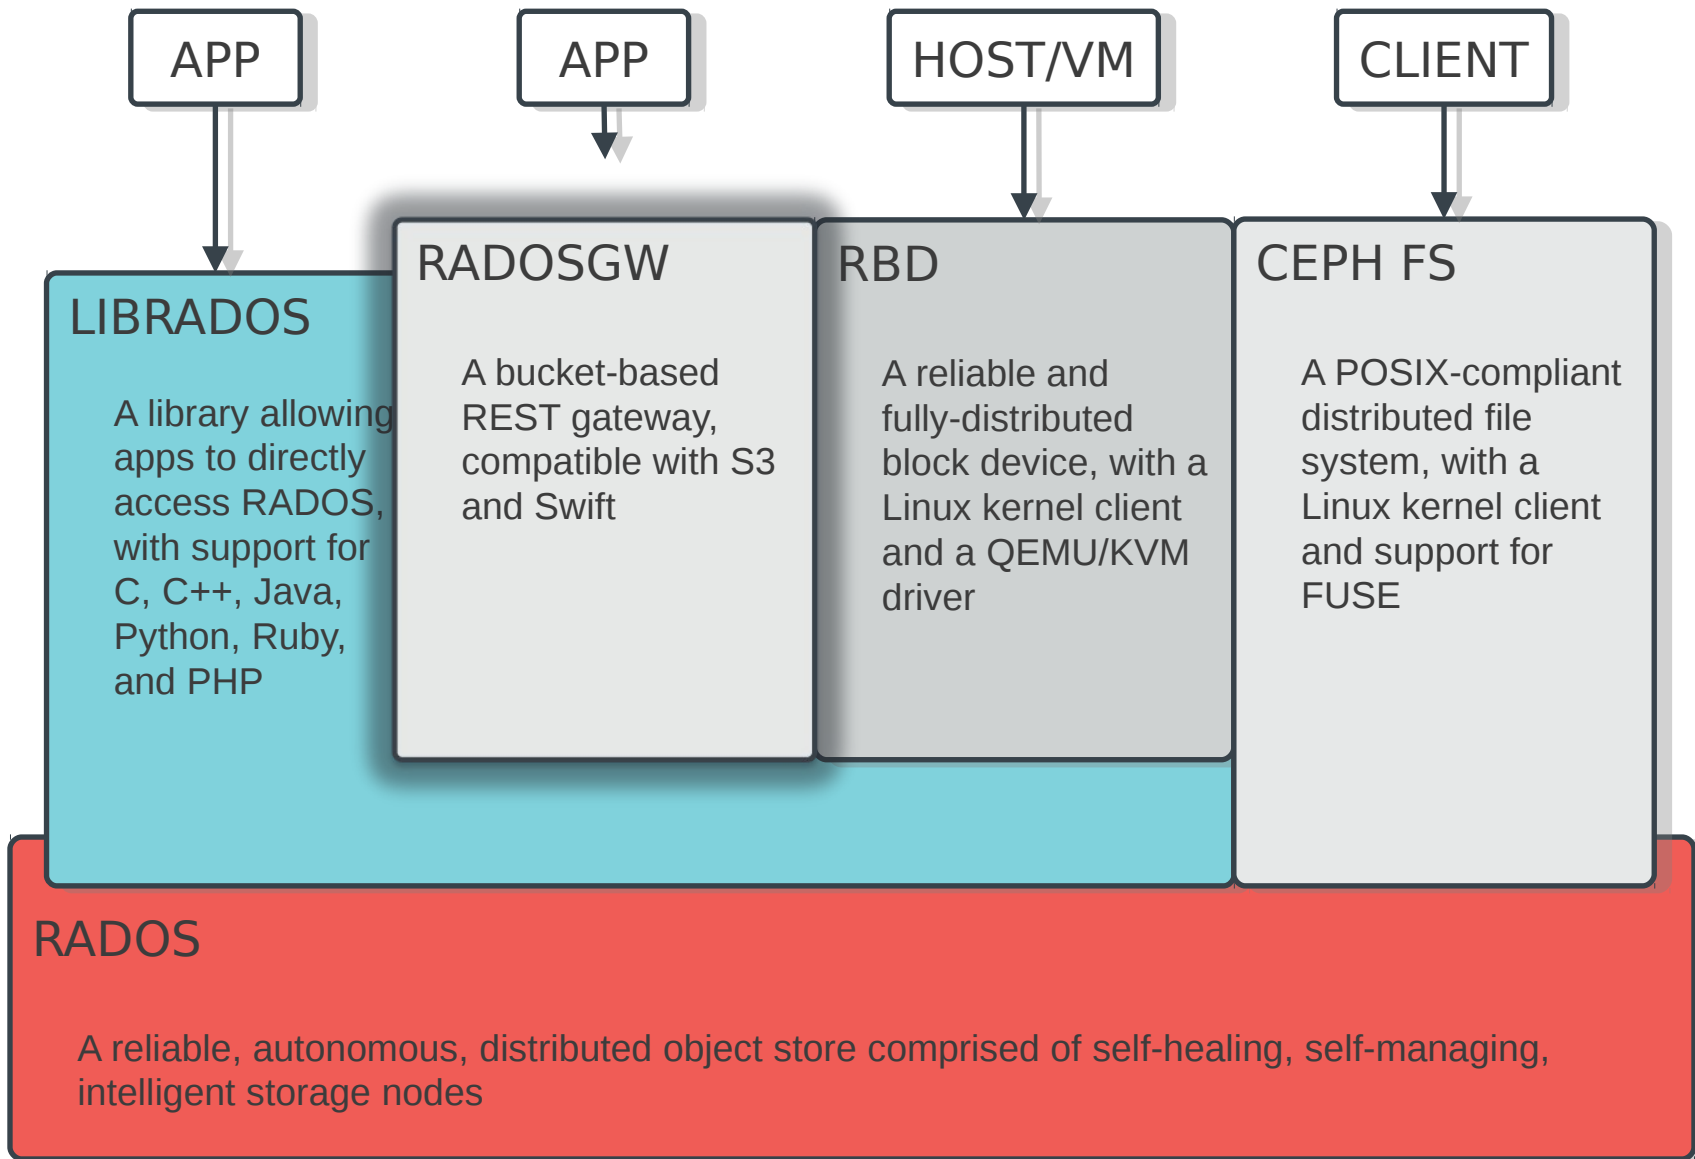 APP
APP
HOST/VM
CLIENT
LIBRADOS
A library allowing
apps to directly
access RADOS,
with support for
C, C++, Java,
Python, Ruby,
and PHP
RADOSGW
A bucket-based
REST gateway,
compatible with S3
and Swift
RBD
A reliable and
fully-distributed
block device, with a
Linux kernel client
and a QEMU/KVM
driver
CEPH FS
A POSIX-compliant
distributed file
system, with a
Linux kernel client
and support for
FUSE
RADOS
A reliable, autonomous, distributed object store comprised of self-healing, self-managing,
intelligent storage nodes